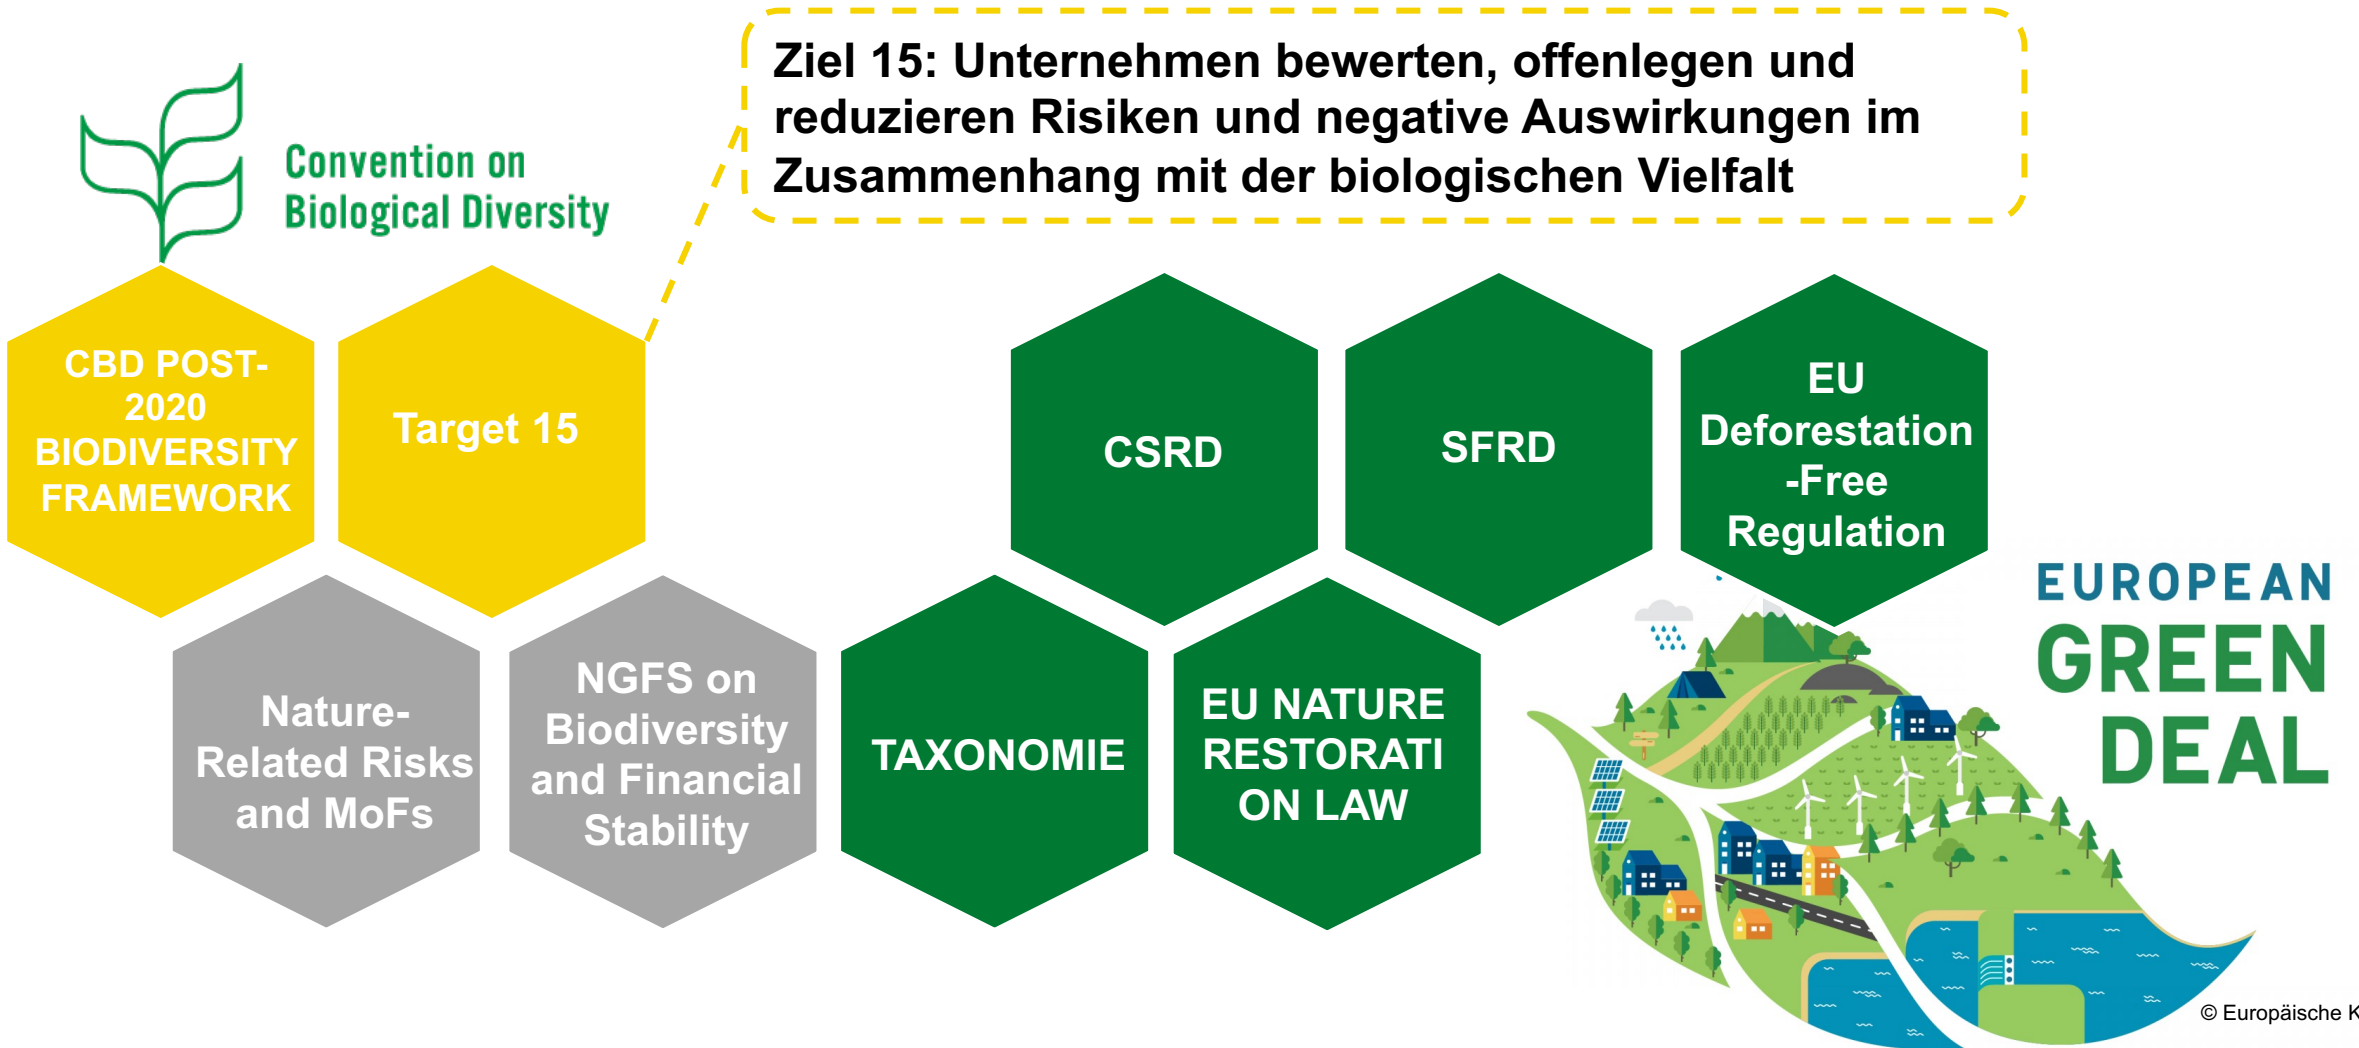 Ziel 15: Unternehmen bewerten, offenlegen und
reduzieren Risiken und negative Auswirkungen im
Zusammenhang mit der biologischen Vielfalt
Convention on
Biological Diversity
CBD POST-
2020
BIODIVERSITY
FRAMEWORK
Target 15
CSRD
SFRD
EU
Deforestation
-Free
Regulation
Nature-
Related Risks
and MoFs
NGFS on
Biodiversity
and Financial
Stability
TAXONOMIE
EU NATURE
RESTORATI
ON LAW
EUROPEAN
GREEN
DEAL
© Europäische K